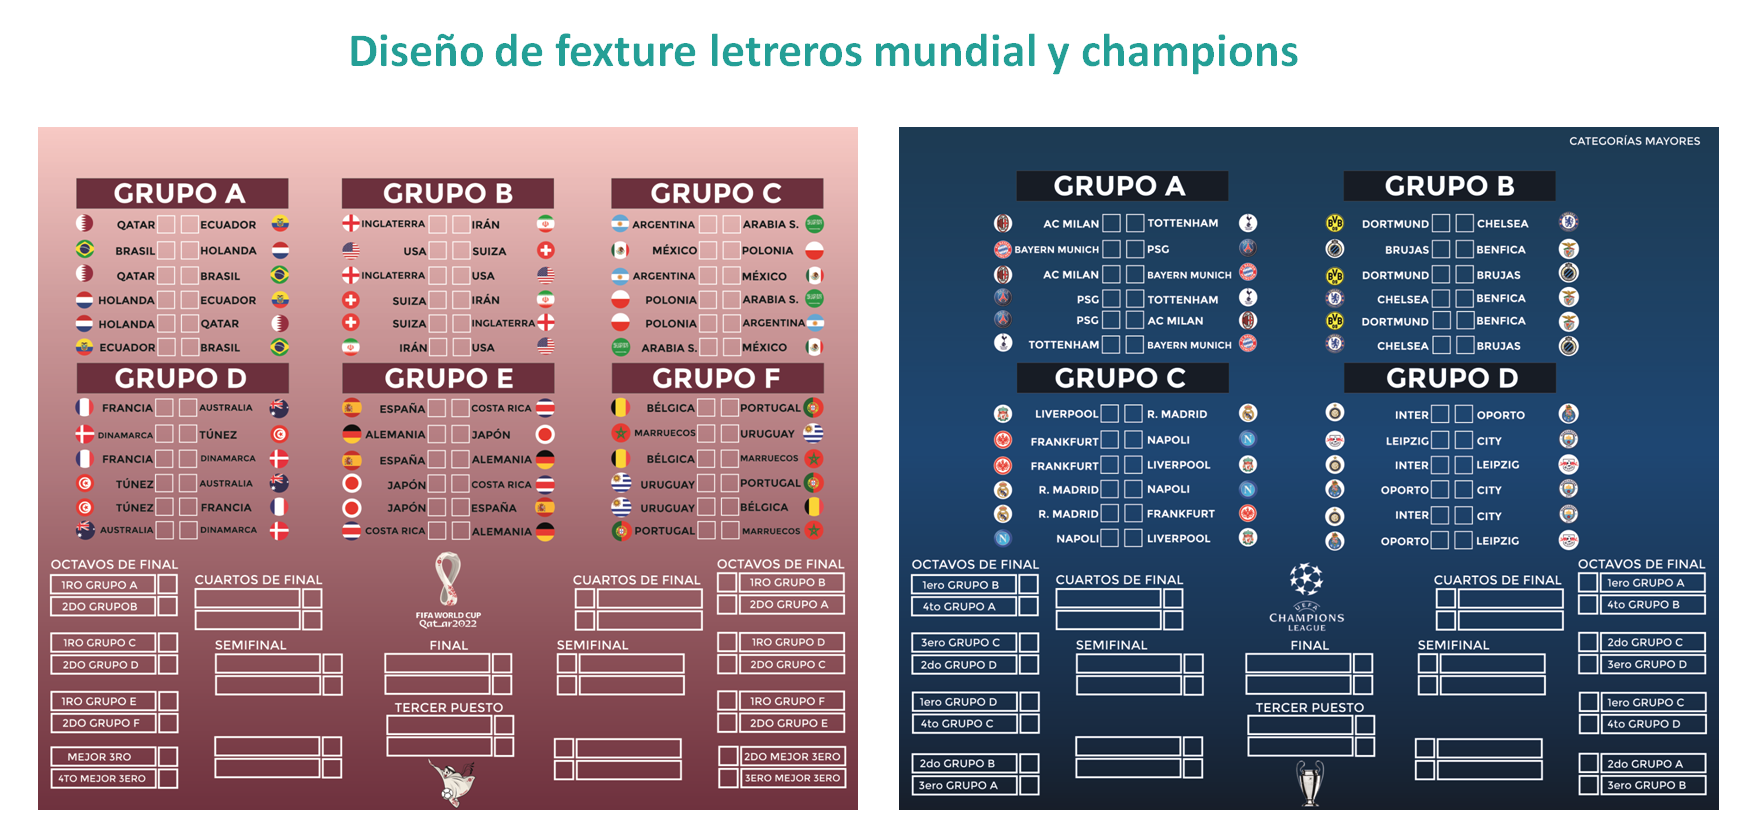 Diseño de fexture letreros mundial y champions
GRUPO A
QATAR ECUADOR
BRASIL HOLANDA
QATAR BRASIL
HOLANDA ECUADOR
HOLANDA QATAR
ECUADOR BRASIL
GRUPO B
INGLATERRA IRÁN
USA SUIZA
INGLATERRA USA
SUIZA IRÁN
SUIZA INGLATERRA
IRÁN USA
GRUPO C
ARGENTINA ARABIA S.
MÉXICO POLONIA
ARGENTINA MÉXICO
POLONIA ARABIA S.
POLONIA ARGENTINA
ARABIA S. MÉXICO
GRUPO D
FRANCIA AUSTRALIA
DINAMARCA TÚNEZ
FRANCIA DINAMARCA
TÚNEZ AUSTRALIA
TÚNEZ FRANCIA
AUSTRALIA DINAMARCA
GRUPO E
ESPAÑA COSTA RICA
ALEMANIA JAPÓN
ESPAÑA ALEMANIA
JAPÓN COSTA RICA
JAPÓN ESPAÑA
COSTA RICA ALEMANIA
GRUPO F
BÉLGICA PORTUGAL
MARRUECOS URUGUAY
BÉLGICA MARRUECOS
URUGUAY PORTUGAL
URUGUAY BÉLGICA
PORTUGAL MARRUECOS
OCTAVOS DE FINAL
1RO GRUPO A
2DO GRUPOB
1RO GRUPO C
2DO GRUPO D
1RO GRUPO E
2DO GRUPO F
MEJOR 3RO
4TO MEJOR 3ERO
CUARTOS DE FINAL
SEMIFINAL
FIFA WORLD CUP
Qatar2022
FINAL
TERCER PUESTO
CUARTOS DE FINAL
SEMIFINAL
OCTAVOS DE FINAL
1RO GRUPO B
2DO GRUPO A
1RO GRUPO D
2DO GRUPO C
1RO GRUPO F
2DO GRUPO E
2DO MEJOR 3ERO
3ERO MEJOR 3ERO
CATEGORÍAS MAYORES
GRUPO A
AC MILAN TOTTENHAM
BAYERN MUNICH PSG
AC MILAN BAYERN MUNICH
PSG TOTTENHAM
PSG AC MILAN
TOTTENHAM BAYERN MUNICH
GRUPO B
DORTMUND CHELSEA
BRUJAS BENFICA
DORTMUND BRUJAS
CHELSEA BENFICA
DORTMUND BENFICA
CHELSEA BRUJAS
GRUPO C
LIVERPOOL R. MADRID
FRANKFURT NAPOLI
FRANKFURT LIVERPOOL
R. MADRID NAPOLI
R. MADRID FRANKFURT
NAPOLI LIVERPOOL
GRUPO D
INTER OPORTO
LEIPZIG CITY
INTER LEIPZIG
OPORTO CITY
INTER CITY
OPORTO LEIPZIG
OCTAVOS DE FINAL
1ero GRUPO B
4to GRUPO A
3ero GRUPO C
2do GRUPO D
1ero GRUPO D
4to GRUPO C
2do GRUPO B
3ero GRUPO A
CUARTOS DE FINAL
SEMIFINAL
UEFA
CHAMPIONS
LEAGUE
FINAL
TERCER PUESTO
CUARTOS DE FINAL
SEMIFINAL
OCTAVOS DE FINAL
1ero GRUPO A
4to GRUPO B
2do GRUPO C
3ero GRUPO D
1ero GRUPO C
4to GRUPO D
2do GRUPO A
3ero GRUPO B